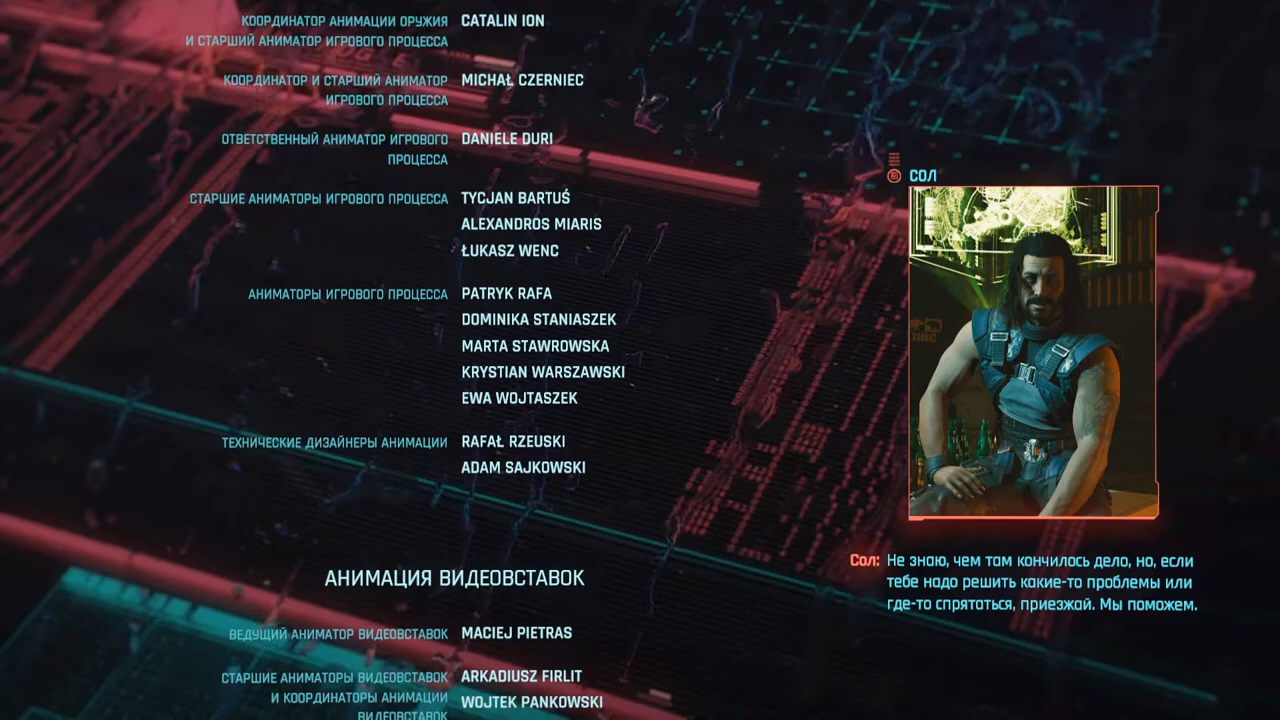 КООРДИНАТОР АНИМАЦИИ ОРУЖИЯ
И СТАРШИЙ АНИМАТОР ИГРОВОГО ПРОЦЕССА
CATALIN ION
КООРДИНАТОР И СТАРШИЙ АНИМАТОР
ИГРОВОГО ПРОЦЕССА
MICHAŁ CZERNIEC
ОТВЕТСТВЕННЫЙ АНИМАТОР ИГРОВОГО
ПРОЦЕССА
DANIELE DURI
СТАРШИЕ АНИМАТОРЫ ИГРОВОГО ПРОЦЕССА
TYCJAN BARTUŚ
ALEXANDROS MIARIS
ŁUKASZ WENC
АНИМАТОРЫ ИГРОВОГО ПРОЦЕССА
PATRYK RAFA
DOMINIKA STANIASZEK
MARTA STAWROWSKA
KRYSTIAN WARSZAWSKI
EWA WOJTASZEK
ТЕХНИЧЕСКИЕ ДИЗАЙНЕРЫ АНИМАЦИИ
RAFAŁ RZEUSKI
ADAM SAJKOWSKI
АНИМАЦИЯ ВИДЕОВСТАВОК
ВЕДУЩИЙ АНИМАТОР ВИДЕОВСТАВОК
MACIEJ PIETRAS
СТАРШИЕ АНИМАТОРЫ ВИДЕОВСТАВОК
И КООРДИНАТОРЫ АНИМАЦИИ
ВИДЕОВСТАВОК
ARKADIUSZ FIRLIT
WOJTEK PANKOWSKI
СОЛ
Сол: Не знаю, чем там кончилось дело, но, если
тебе надо решить какие-то проблемы или
где-то спрятаться, приезжай. Мы поможем.